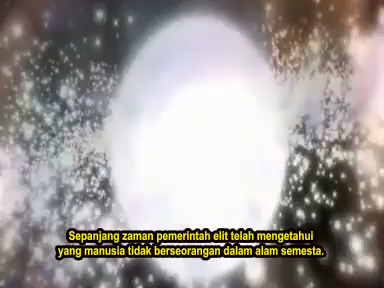 Sepanjang zaman pemerintah elit telah mengetahui
yang manusia tidak berseorangan dalam alam semesta.